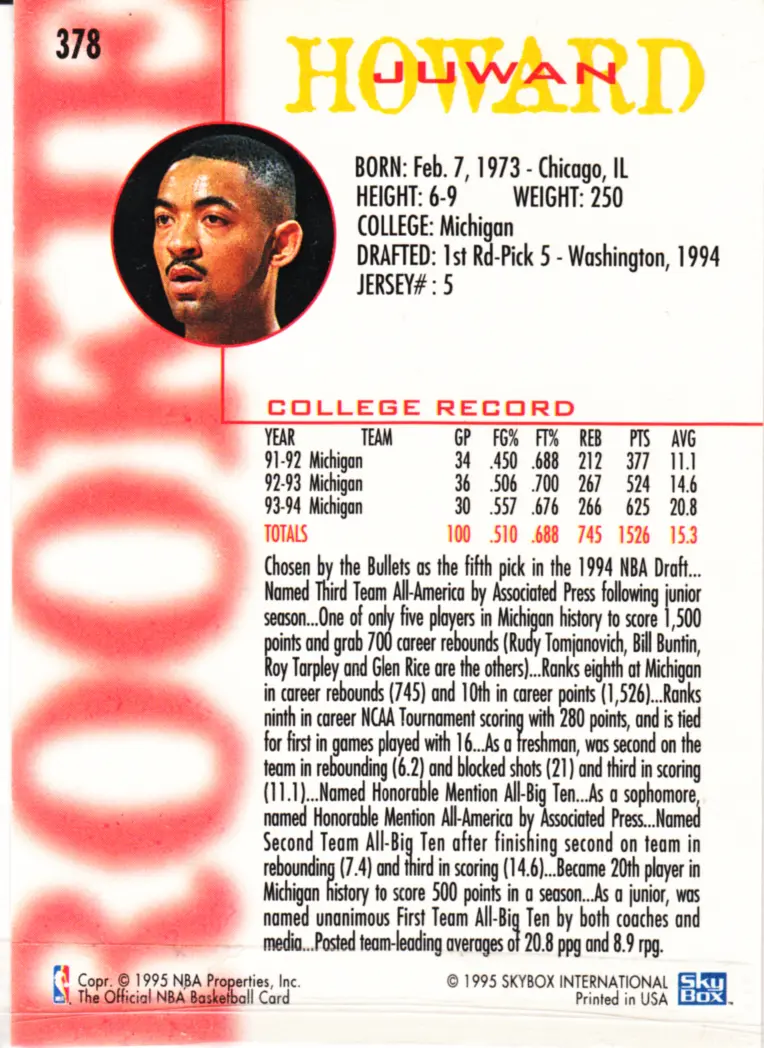 378
JUWAN
HOWARD
BORN: Feb. 7, 1973 - Chicago, IL
HEIGHT: 6-9 WEIGHT: 250
COLLEGE: Michigan
DRAFTED: 1st Rd-Pick 5 - Washington, 1994
JERSEY# : 5
ROOKIE
COLLEGE RECORD
YEAR TEAM GP FG% FT% REB PTS AVG
91-92 Michigan 34 .450 .688 212 377 11.1
92-93 Michigan 36 .506 .700 267 524 14.6
93-94 Michigan 30 .557 .676 266 625 20.8
TOTALS 100 .510 .688 745 1526 15.3
Chosen by the Bullets as the fifth pick in the 1994 NBA Draft...
Named Third Team All-America by Associated Press following junior
season...One of only five players in Michigan history to score 1,500
points and grab 700 career rebounds (Rudy Tomjanovich, Bill Buntin,
Roy Tarpley and Glen Rice are the others)...Ranks eighth at Michigan
in career rebounds (745) and 10th in career points (1,526)...Ranks
ninth in career NCAA Tournament scoring with 280 points, and is tied
for first in games played with 16...As a freshman, was second on the
team in rebounding (6.2) and blocked shots (21) and third in scoring
(11.1)...Named Honorable Mention All-Big Ten...As a sophomore,
named Honorable Mention All-America by Associated Press...Named
Second Team All-Big Ten after finishing second on team in
rebounding (7.4) and third in scoring (14.6)...Became 20th player in
Michigan history to score 500 points in a season...As a junior, was
named unanimous First Team All-Big Ten by both coaches and
media...Posted team-leading averages of 20.8 ppg and 8.9 rpg.
Copr. © 1995 NBA Properties, Inc.
The Official NBA Basketball Card
© 1995 SKYBOX INTERNATIONAL
Printed in USA
SkyBox